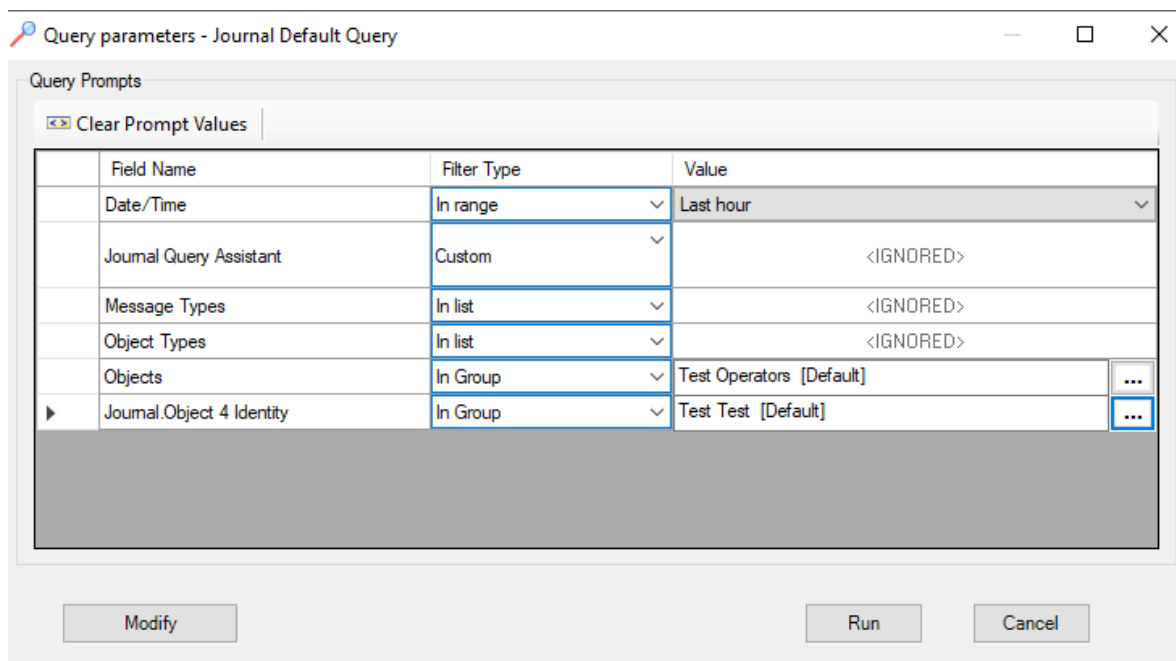 Query parameters - Journal Default Query
Query Prompts
Clear Prompt Values
Field Name Filter Type Value
Date/Time In range Last hour
Journal Query Assistant Custom <IGNORED>
Message Types In list <IGNORED>
Object Types In list <IGNORED>
Objects In Group Test Operators [Default] ...
Journal.Object 4 Identity In Group Test Test [Default] ...
Modify Run Cancel